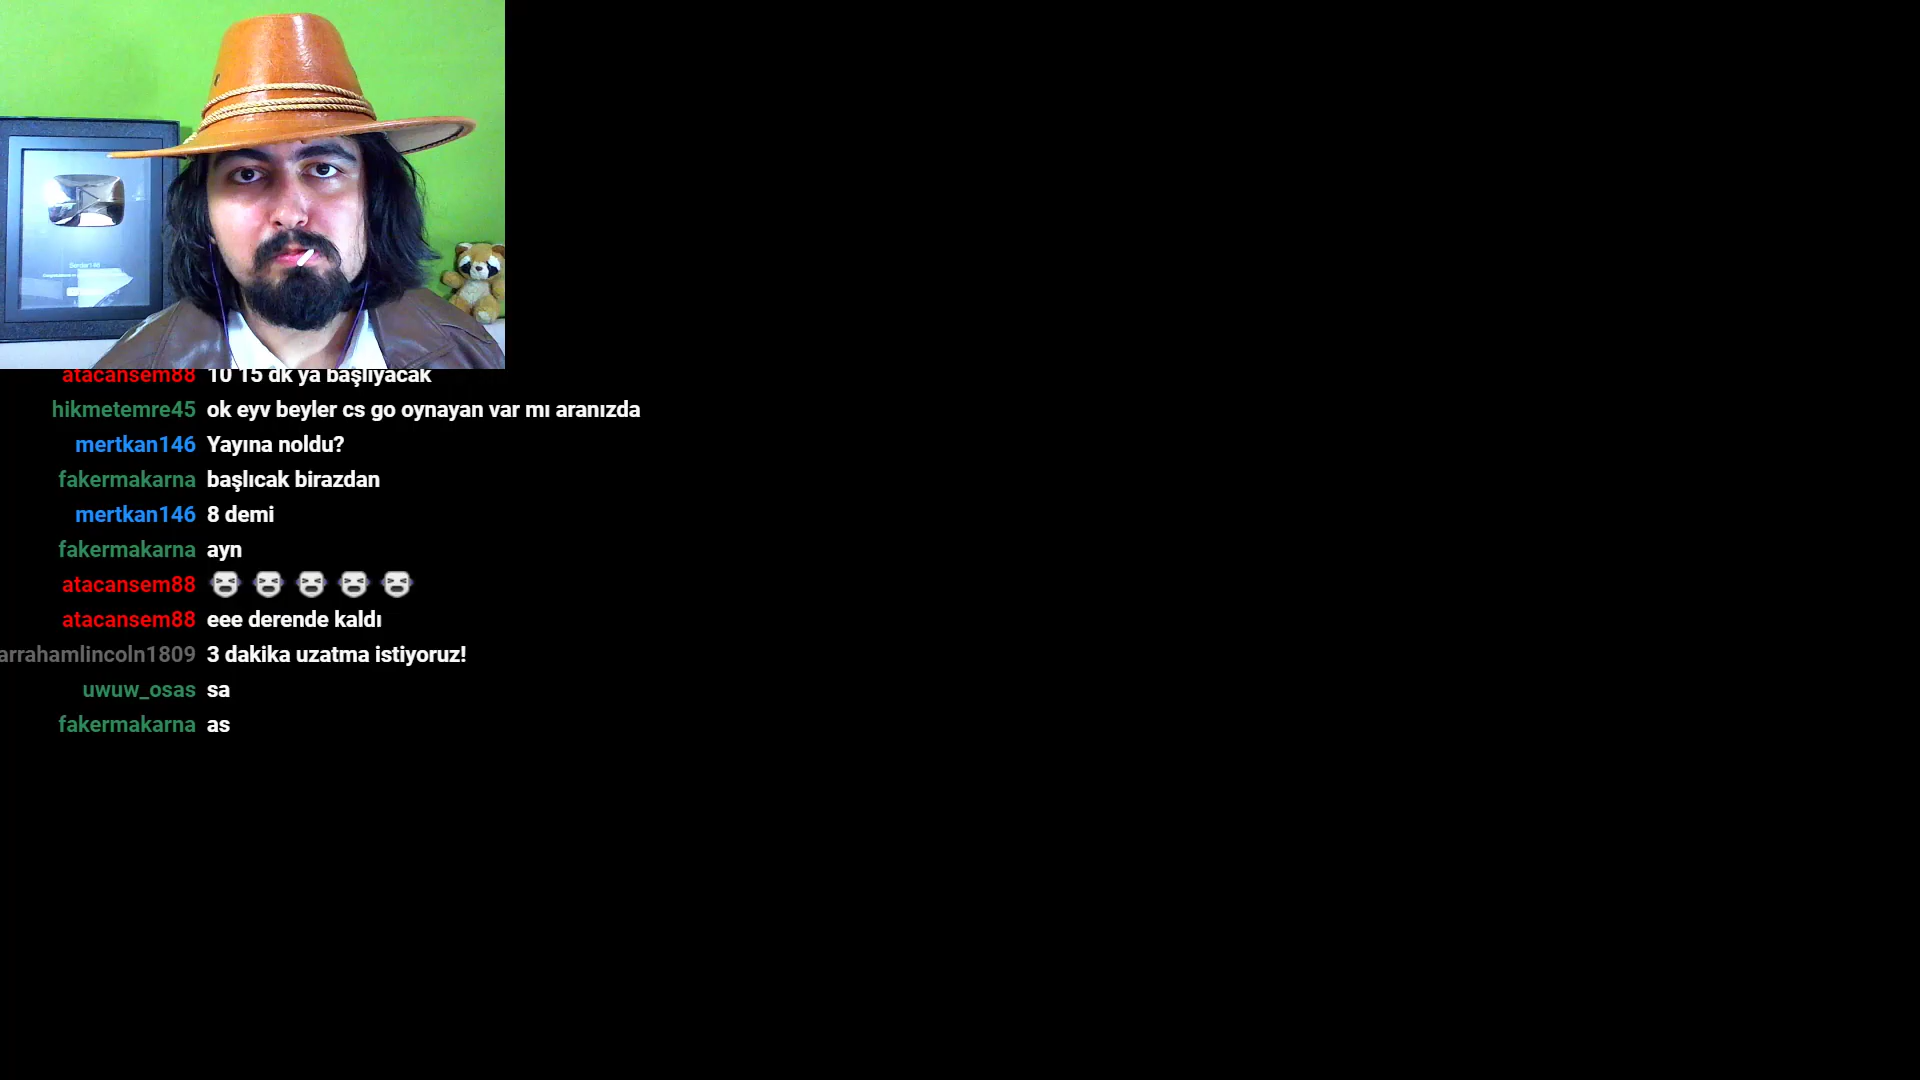 Serdar146
atacansem88 10 15 dk ya başlıyacak
hikmetemre45 ok eyv beyler cs go oynayan var mı aranızda
mertkan146 Yayına noldu?
fakermakarna başlıcak birazdan
mertkan146 8 demi
fakermakarna ayn
atacansem88
atacansem88 eee derende kaldı
arrahamlincoln1809 3 dakika uzatma istiyoruz!
uwuw_osas sa
fakermakarna as